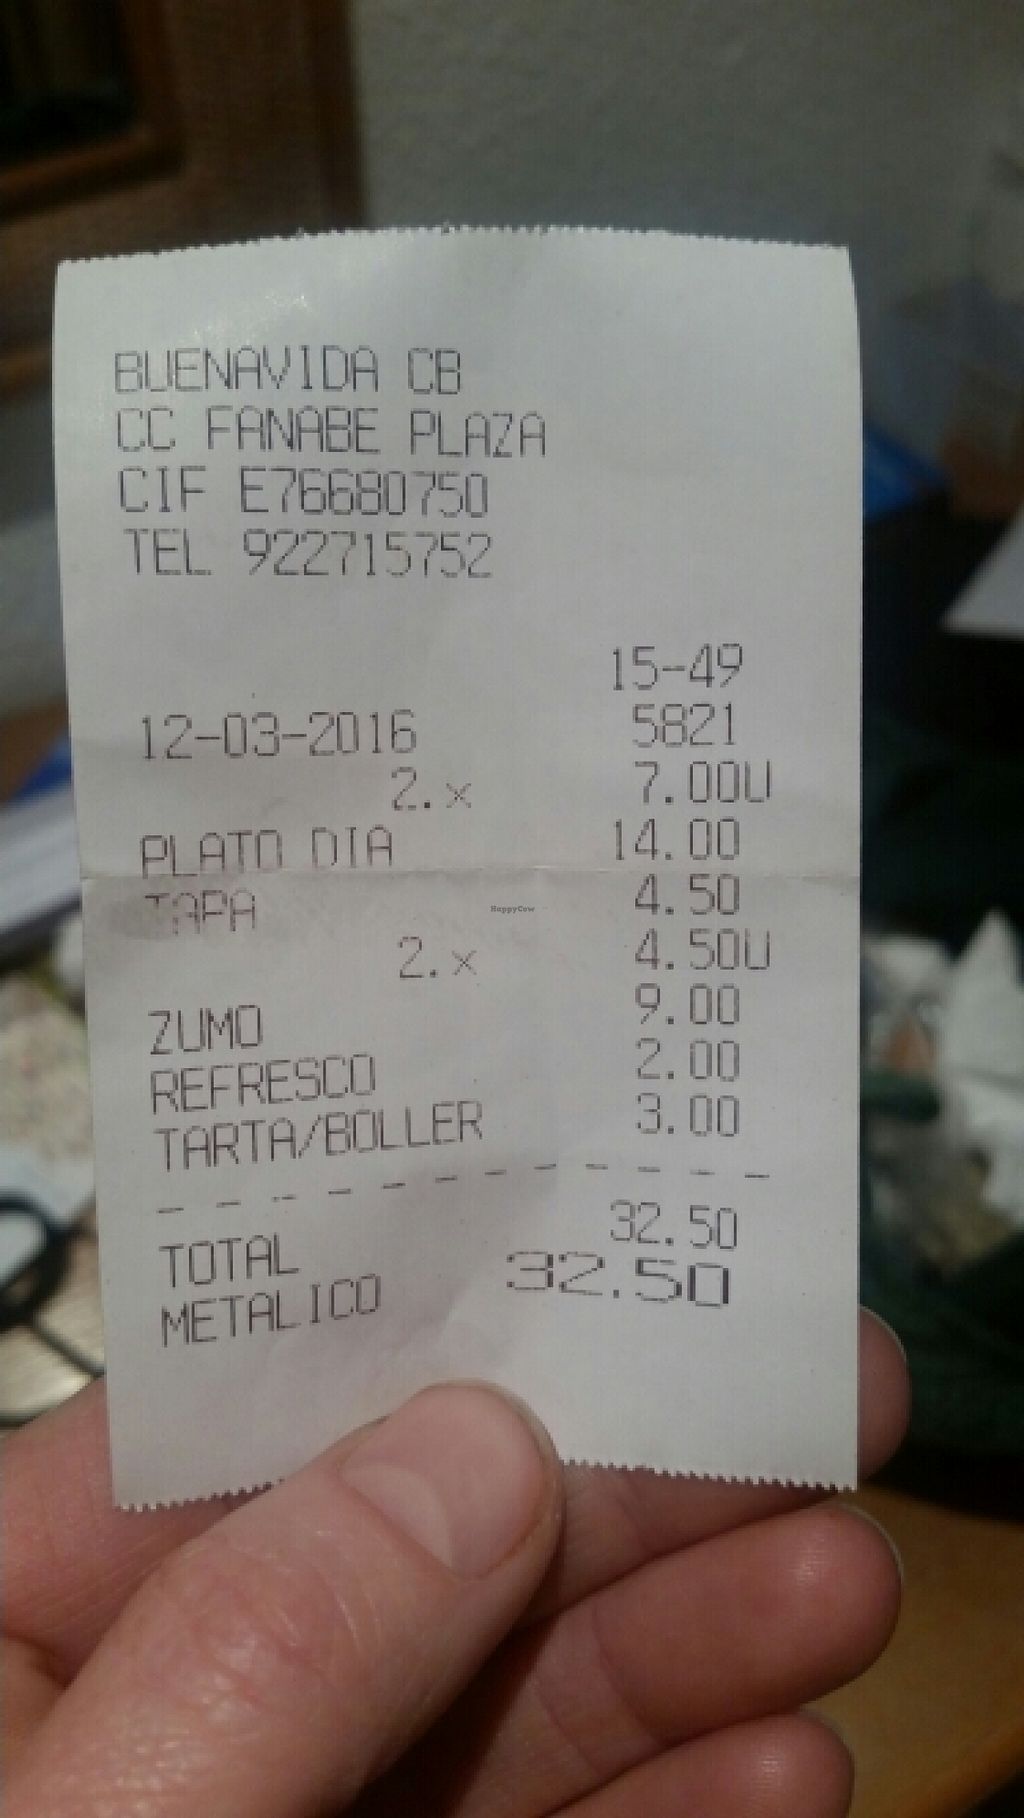 BUENAVIDA CB
CC FANABE PLAZA
CIF E76680750
TEL 922715752
15-49
12-03-2016 5821
2.x 7.00U
PLATO DIA 14.00
TAPA 4.50
2.x 4.50U
ZUMO 9.00
REFRESCO 2.00
TARTA/BOLLER 3.00
TOTAL 32.50
METALICO 32.50
HappyCow